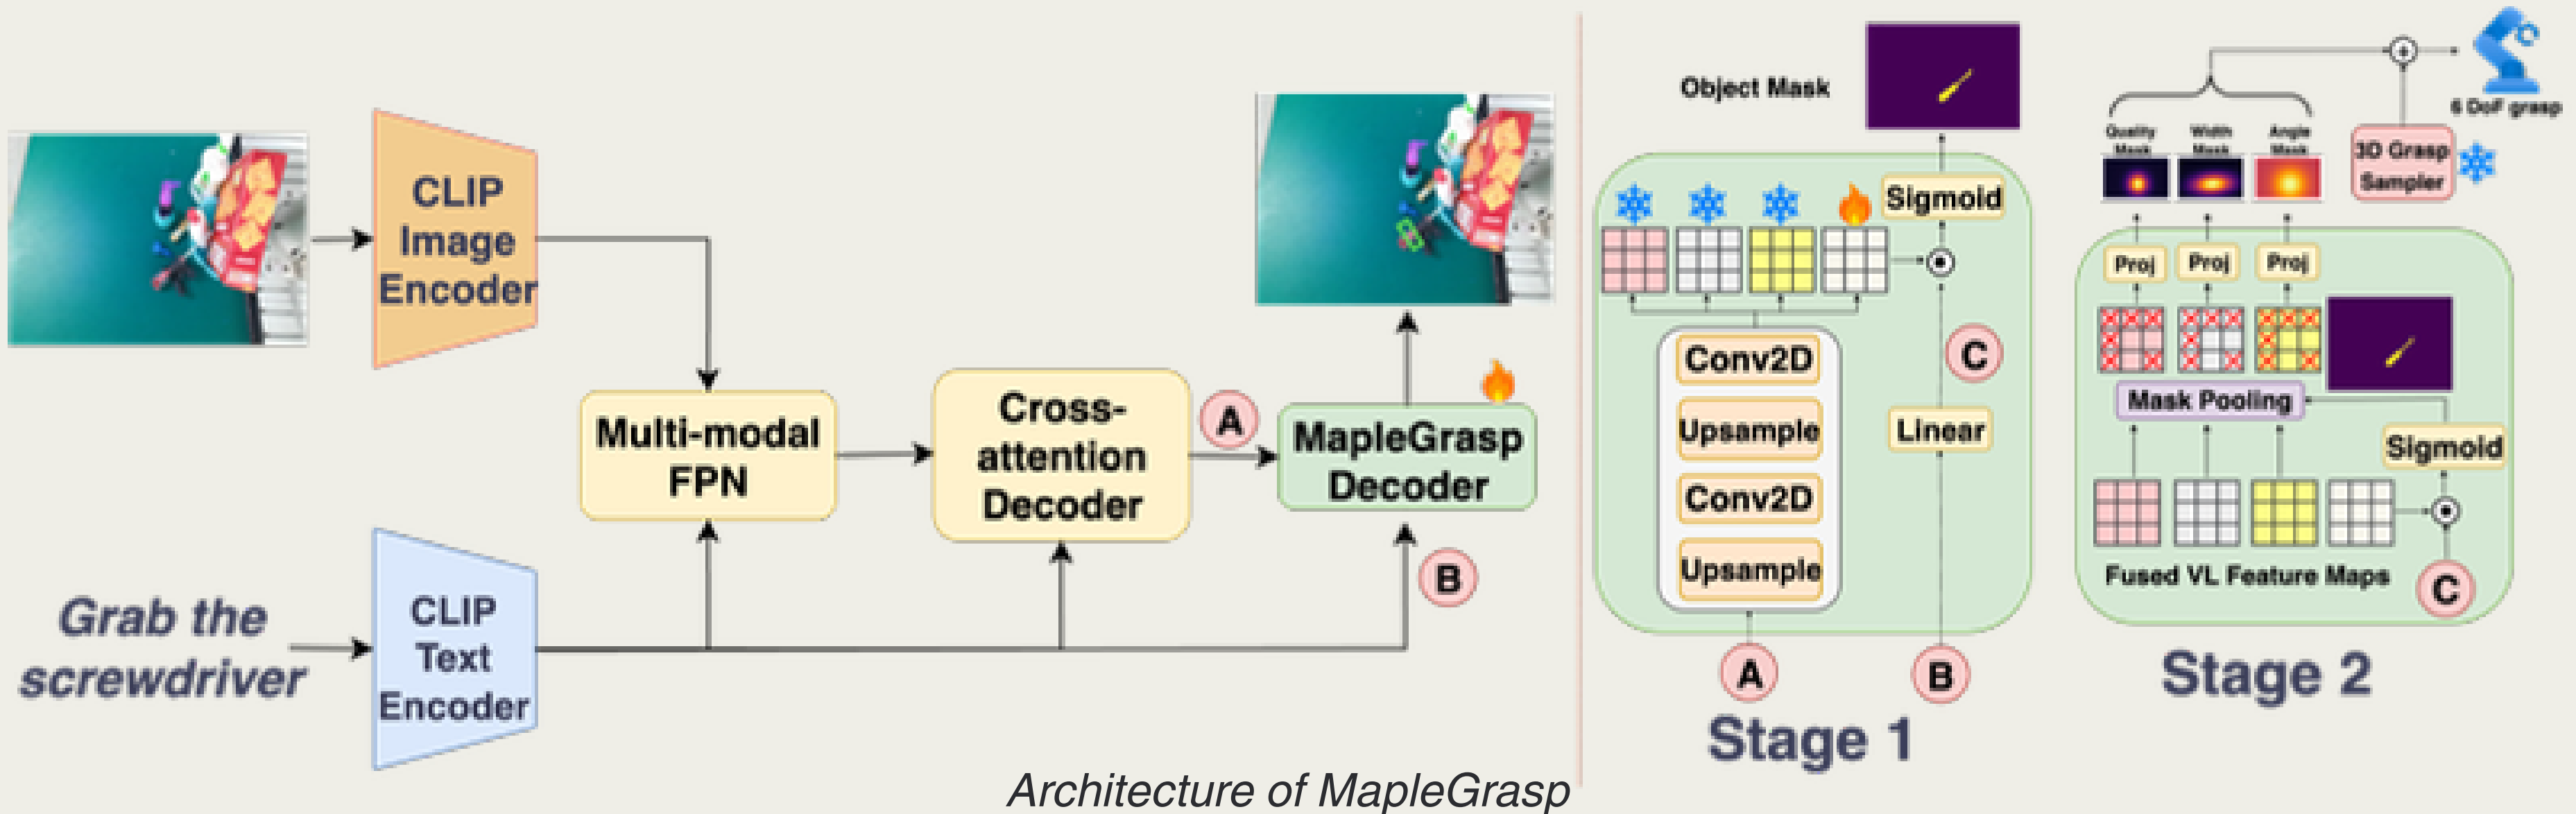 CLIP
Image
Encoder
Grab the
screwdriver
CLIP
Text
Encoder
Multi-modal
FPN
Cross-
attention
Decoder
A
MapleGrasp
Decoder
B
Architecture of MapleGrasp
Object Mask
Sigmoid
Conv2D
Upsample
Conv2D
Upsample
C
Linear
A
B
Stage 1
6 DoF grasp
Quality
Mask
Width
Mask
Angle
Mask
3D Grasp
Sampler
Proj
Proj
Proj
Mask Pooling
Sigmoid
Fused VL Feature Maps
C
Stage 2